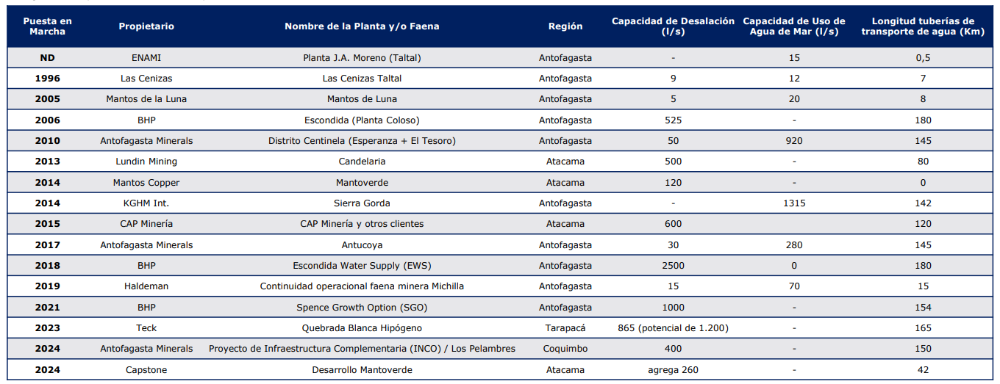 Puesta en Marcha Propietario Nombre de la Planta y/o Faena Región Capacidad de Desalación (l/s) Capacidad de Uso de Agua de Mar (l/s) Longitud tuberías de transporte de agua (Km)
ND ENAMI Planta J.A. Moreno (Taltal) Antofagasta - 15 0,5
1996 Las Cenizas Las Cenizas Taltal Antofagasta 9 12 7
2005 Mantos de la Luna Mantos de Luna Antofagasta 5 20 8
2006 BHP Escondida (Planta Coloso) Antofagasta 525 - 180
2010 Antofagasta Minerals Distrito Centinela (Esperanza + El Tesoro) Antofagasta 50 920 145
2013 Lundin Mining Candelaria Atacama 500 - 80
2014 Mantos Copper Mantoverde Atacama 120 - 0
2014 KGHM Int. Sierra Gorda Antofagasta - 1315 142
2015 CAP Minería CAP Minería y otros clientes Atacama 600 - 120
2017 Antofagasta Minerals Antucoya Antofagasta 30 280 145
2018 BHP Escondida Water Supply (EWS) Antofagasta 2500 0 180
2019 Haldeman Continuidad operacional faena minera Michilla Antofagasta 15 70 15
2021 BHP Spence Growth Option (SGO) Antofagasta 1000 - 154
2023 Teck Quebrada Blanca Hipógeno Tarapacá 865 (potencial de 1.200) - 165
2024 Antofagasta Minerals Proyecto de Infraestructura Complementaria (INCO) / Los Pelambres Coquimbo 400 - 150
2024 Capstone Desarrollo Mantoverde Atacama agrega 260 - 42